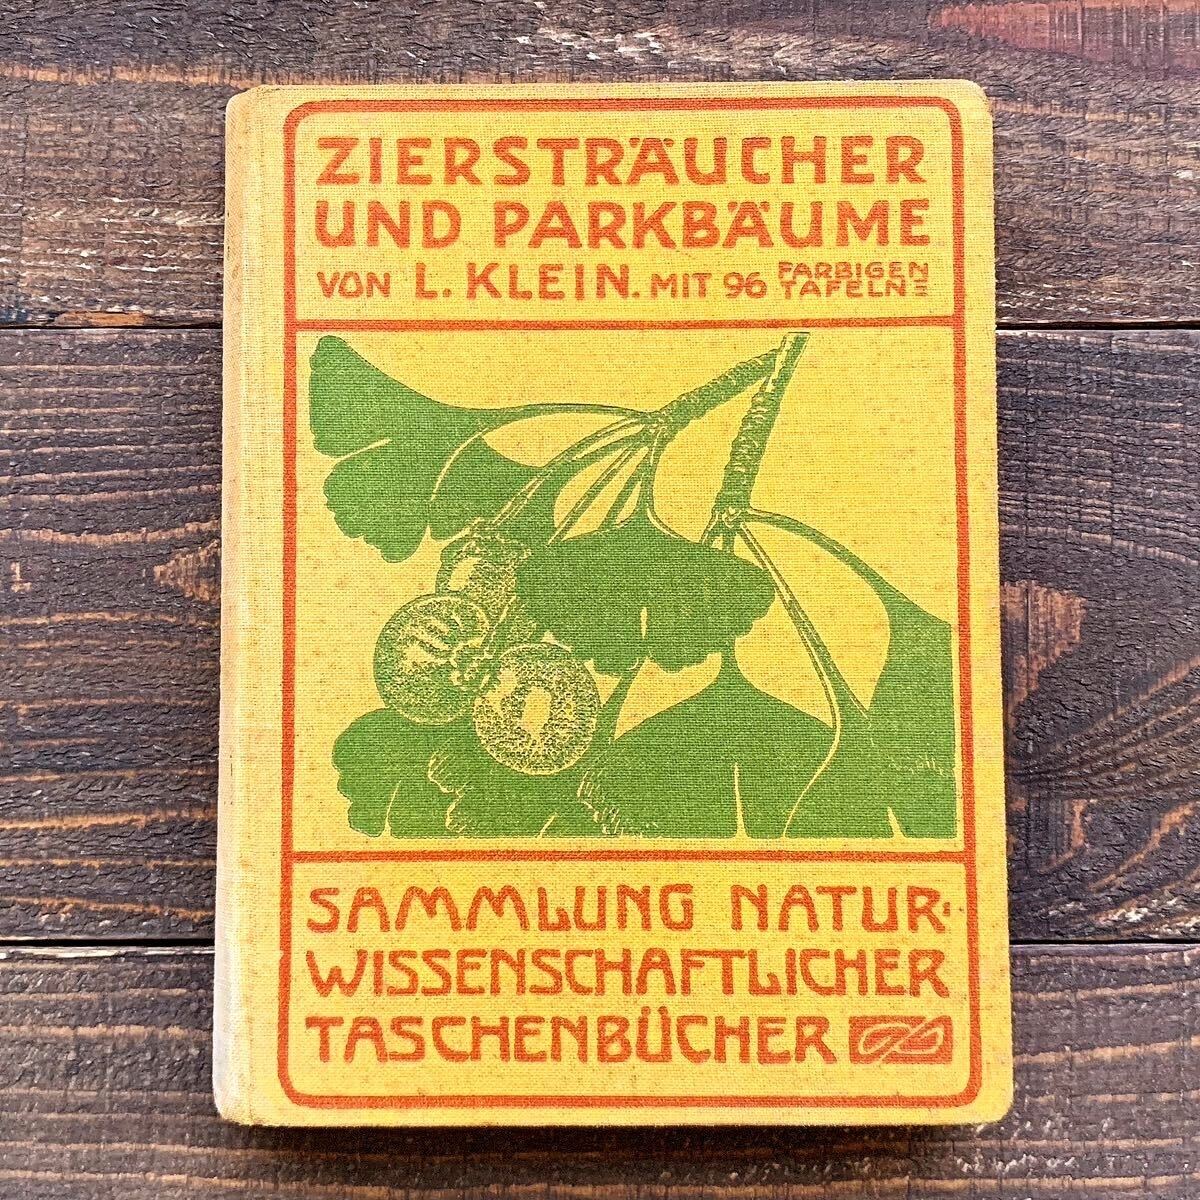 ZIERSTRÄUCHER
UND PARKBÄUME
VON L. KLEIN. MIT 96 FARBIGEN
TAFELN
SAMMLUNG NATUR:
WISSENSCHAFTLICHER
TASCHENBÜCHER